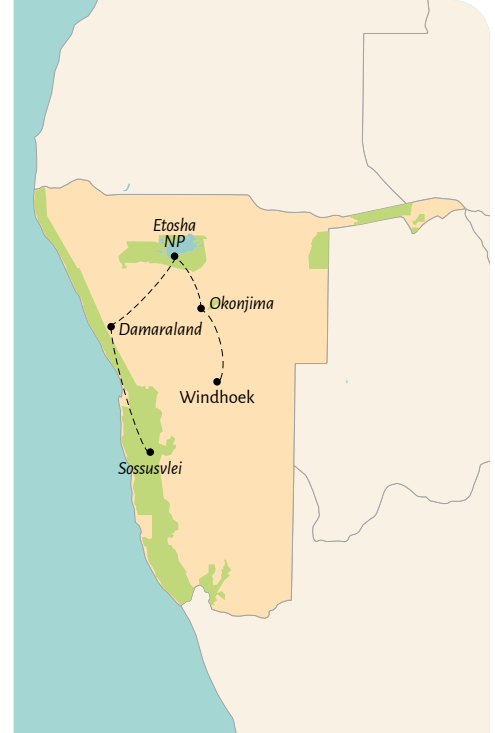 Etosha
NP
Okonjima
Damaraland
Windhoek
Sossusvlei